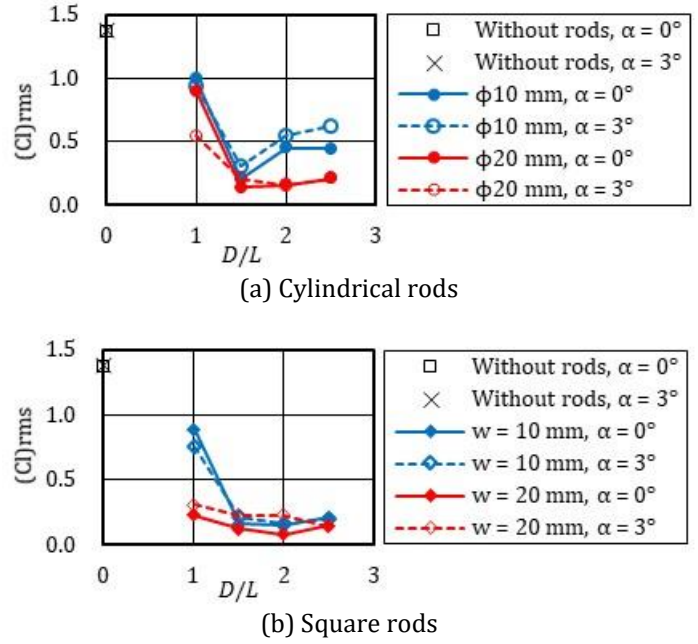 1.5
1.0
0.5
0.0
(Cl)rms
0
1
2
3
D/L
Without rods, α = 0°
Without rods, α = 3°
ϕ10 mm, α = 0°
ϕ10 mm, α = 3°
ϕ20 mm, α = 0°
ϕ20 mm, α = 3°
(a) Cylindrical rods
1.5
1.0
0.5
0.0
(Cl)rms
0
1
2
3
D/L
Without rods, α = 0°
Without rods, α = 3°
w = 10 mm, α = 0°
w = 10 mm, α = 3°
w = 20 mm, α = 0°
w = 20 mm, α = 3°
(b) Square rods